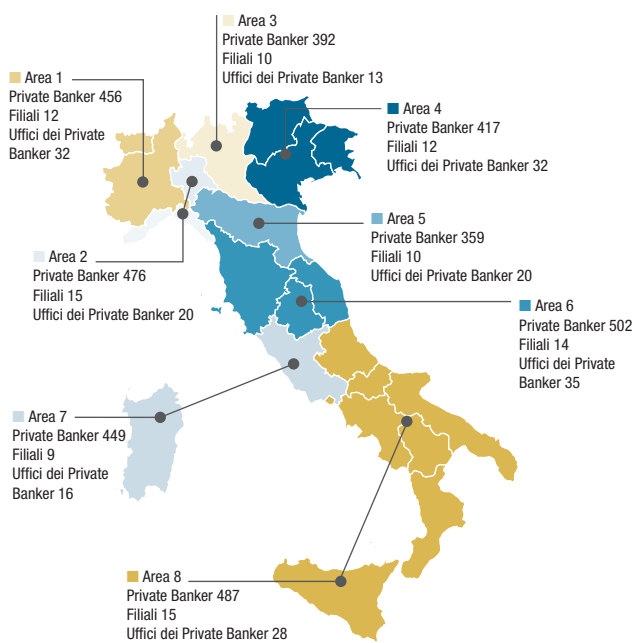 Area 3
Private Banker 392
Filiali 10
Uffici dei Private Banker 13
Area 1
Private Banker 456
Filiali 12
Uffici dei Private
Banker 32
Area 4
Private Banker 417
Filiali 12
Uffici dei Private Banker 32
Area 2
Private Banker 476
Filiali 15
Uffici dei Private Banker 20
Area 5
Private Banker 359
Filiali 10
Uffici dei Private Banker 20
Area 6
Private Banker 502
Filiali 14
Uffici dei Private
Banker 35
Area 7
Private Banker 449
Filiali 9
Uffici dei Private
Banker 16
Area 8
Private Banker 487
Filiali 15
Uffici dei Private Banker 28